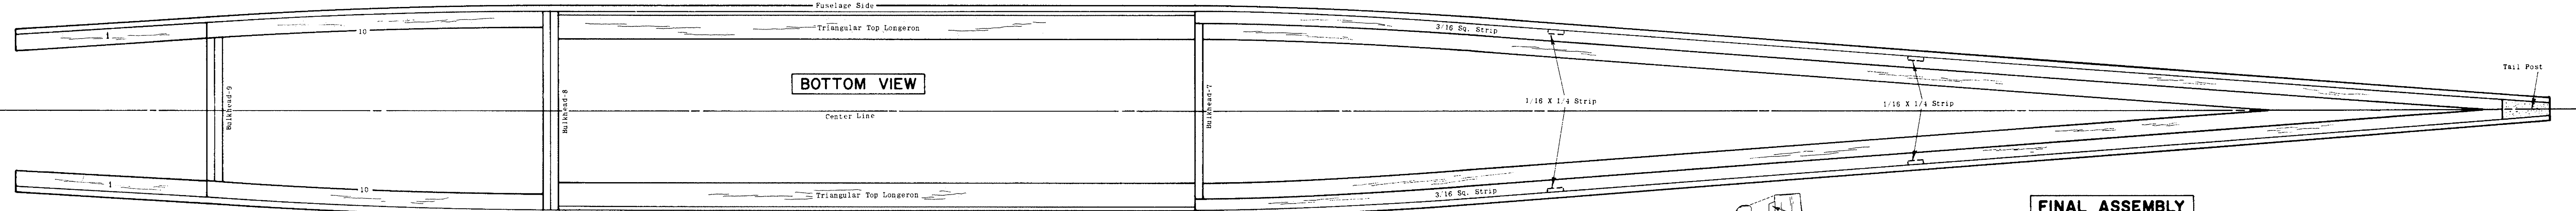 Fuselage Side
1
10
Triangular Top Longeron
3/16 Sq. Strip
Tail Post
BOTTOM VIEW
Bulkhead-9
Bulkhead-8
Bulkhead-7
1/16 X 1/4 Strip
1/16 X 1/4 Strip
Center Line
1
10
Triangular Top Longeron
3/16 Sq. Strip
FINAL ASSEMBLY